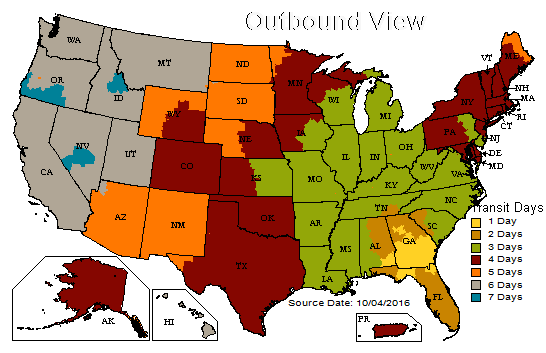 Outbound View
WA
MT
ND
MN
VT
ME
OR
ID
SD
WI
NH
MA
WY
MI
NY
RI
CT
NV
NE
IA
PA
NJ
UT
IL
IN
OH
DE
CA
CO
KS
MO
WV
VA
MD
KY
AZ
NM
OK
AR
TN
NC
Transit Days
MS
AL
GA
SC
1 Day
2 Days
TX
LA
3 Days
4 Days
5 Days
6 Days
7 Days
FL
Source Date: 10/04/2016
AK
HI
PR